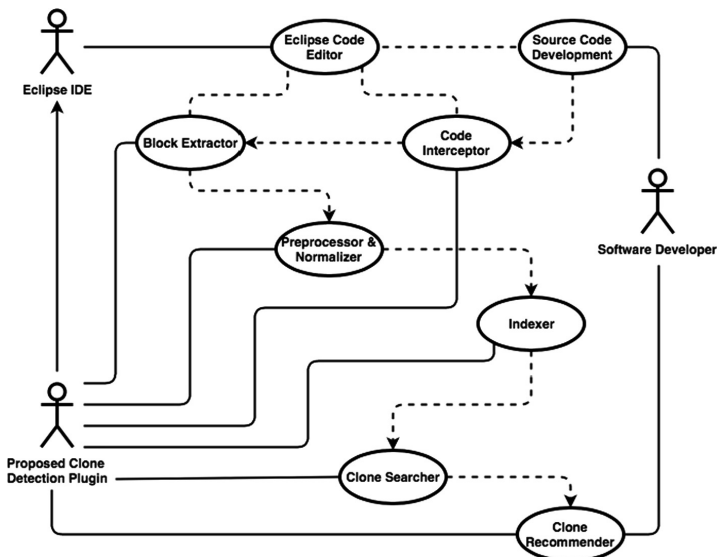 Eclipse Code
Editor
Source Code
Development
Eclipse IDE
Block Extractor
Code
Interceptor
Preprocessor &
Normalizer
Software Developer
Indexer
Proposed Clone
Detection Plugin
Clone Searcher
Clone
Recommender